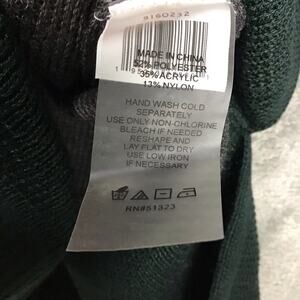 9160232
MADE IN CHINA
52% POLYESTER
35% ACRYLIC
13% NYLON
HAND WASH COLD
SEPARATELY
USE ONLY NON-CHLORINE
BLEACH IF NEEDED
RESHAPE AND
LAY FLAT TO DRY
USE LOW IRON
IF NECESSARY
RN#51323